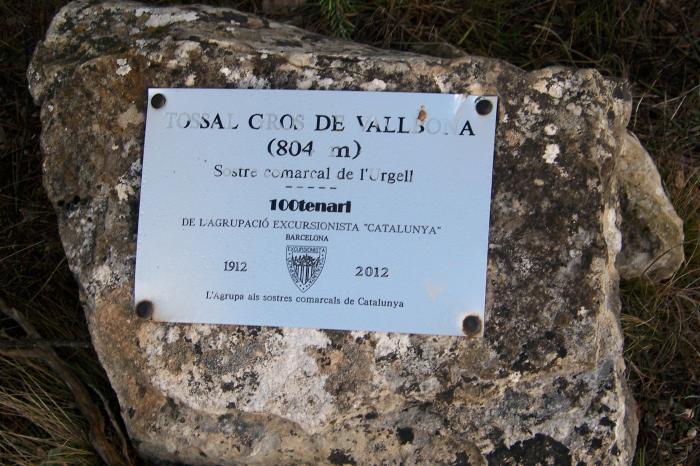 TOSSAL GROS DE VALLBONA
(804 m)
Sostre comarcal de l'Urgell
-----
100tenari
DE L'AGRUPACIÓ EXCURSIONISTA "CATALUNYA"
BARCELONA
1912
EXCURSIONISTA
2012
L'Agrupa als sostres comarcals de Catalunya